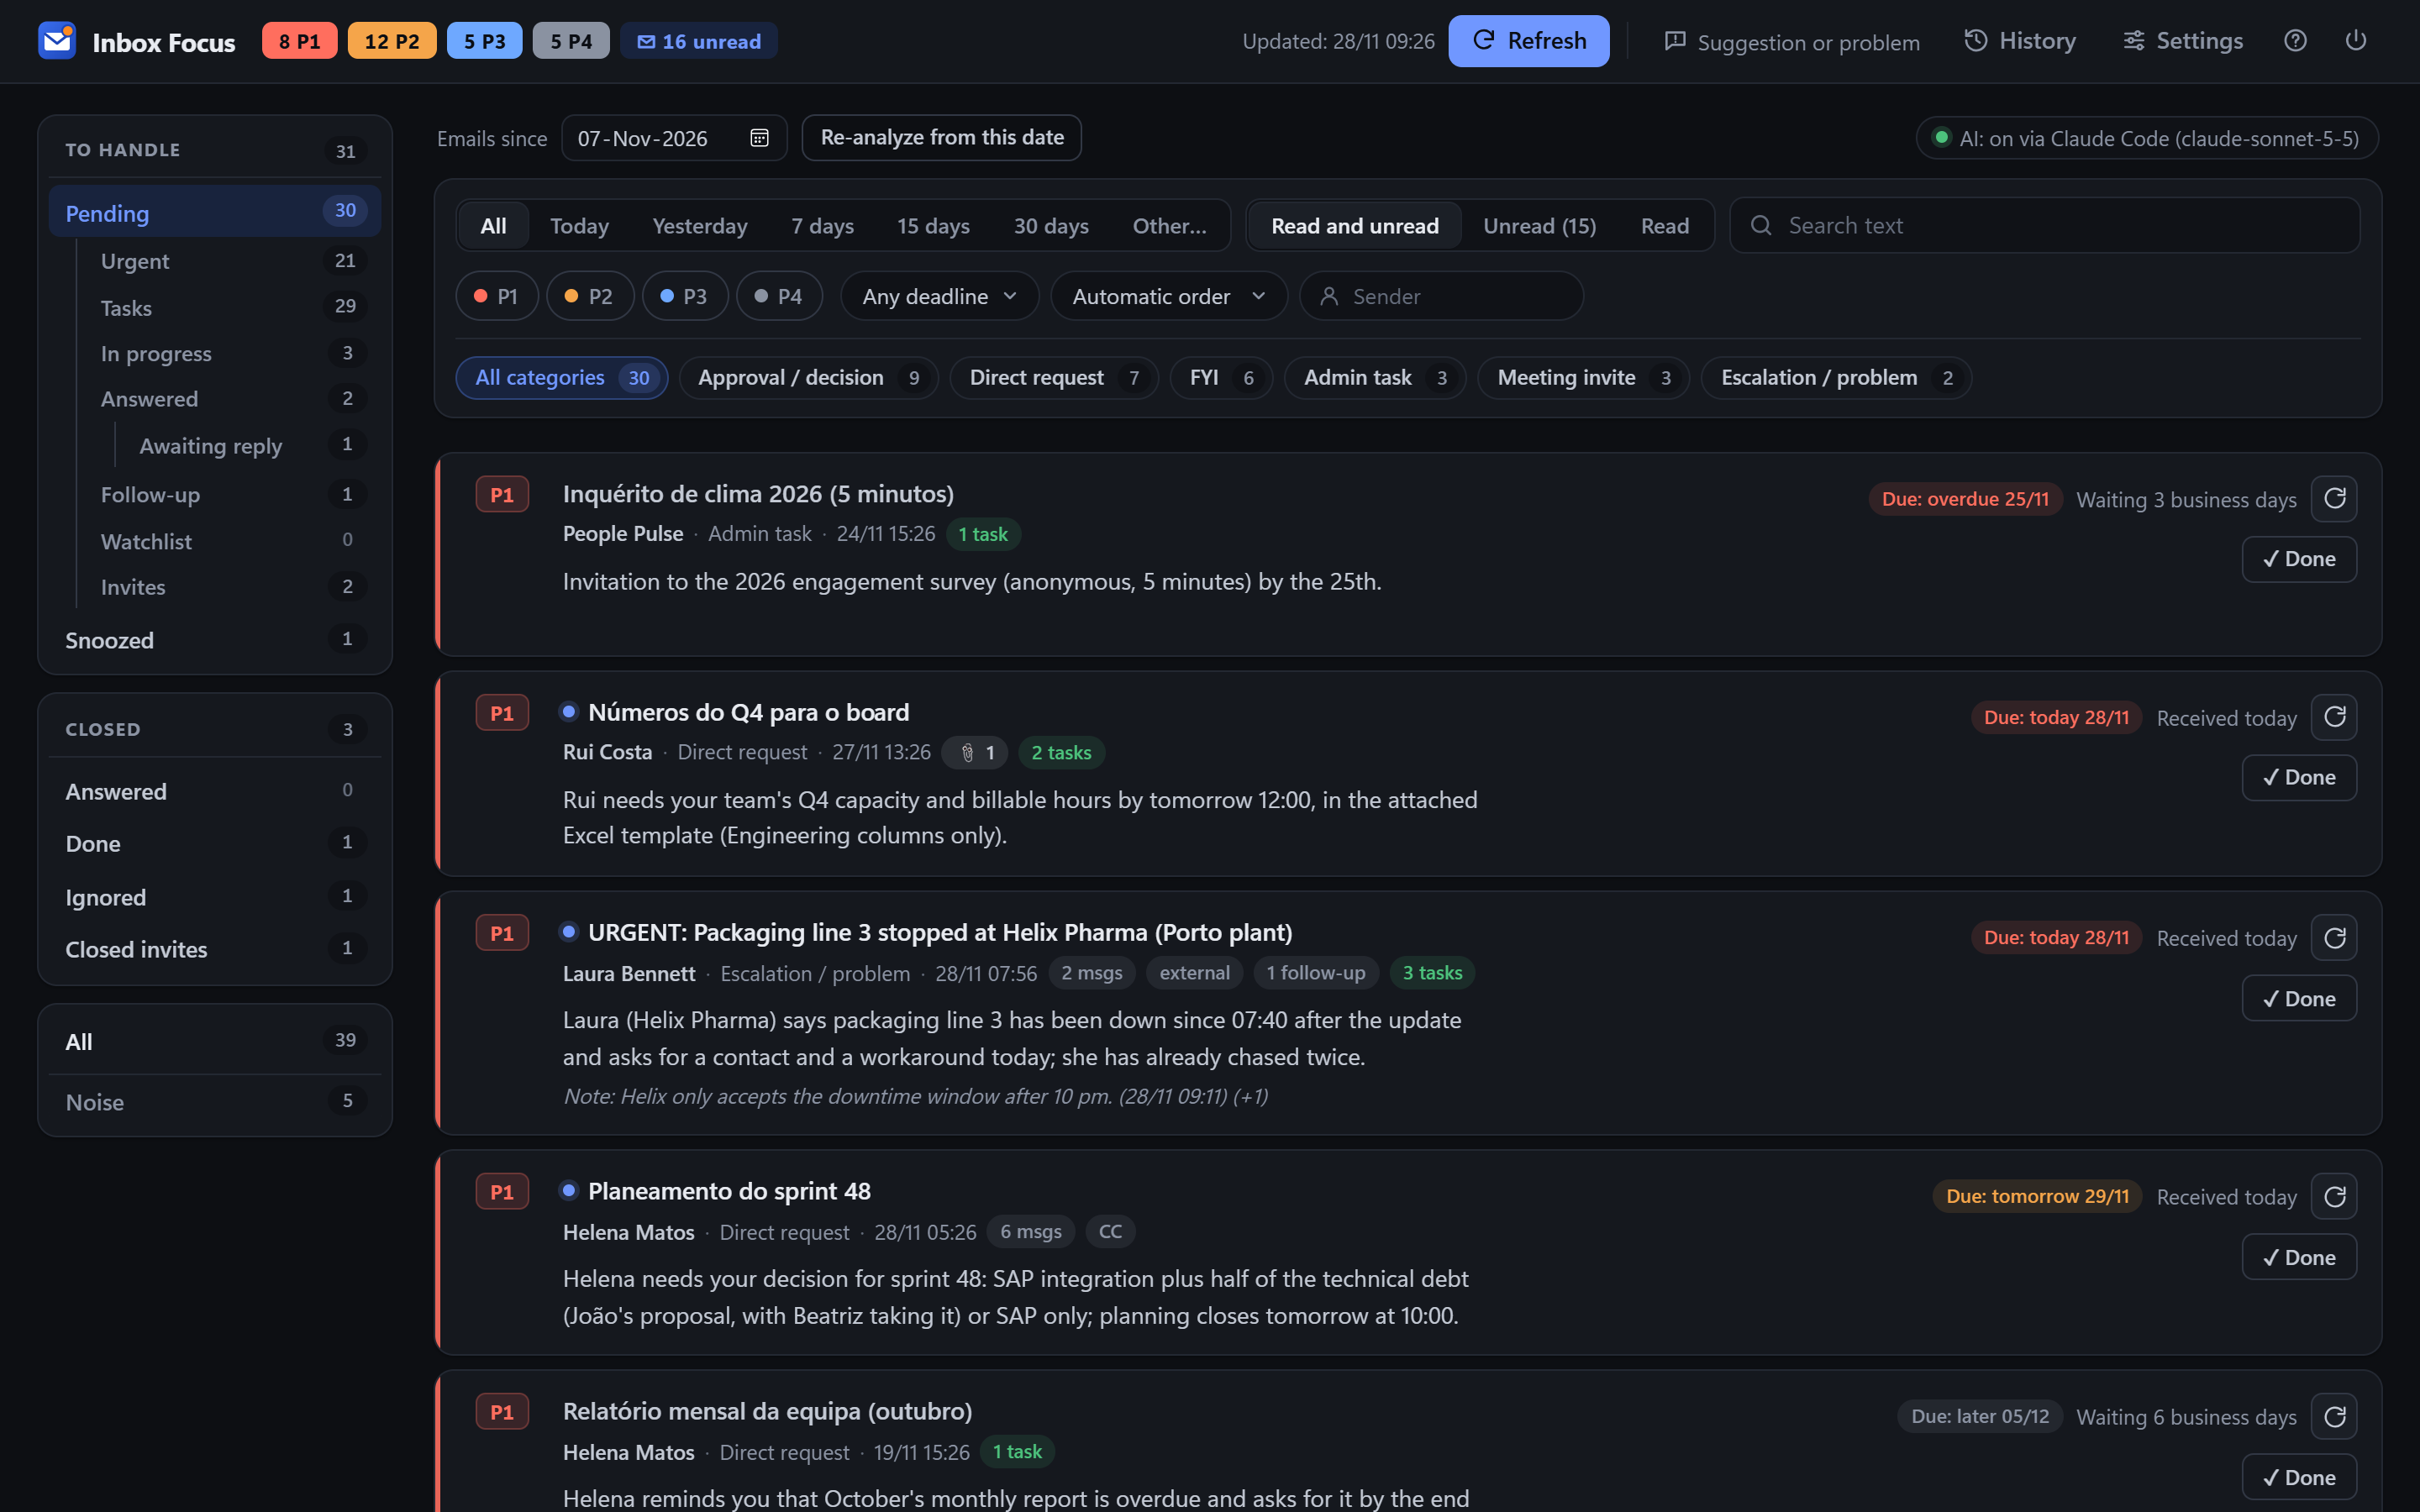 Inbox Focus 8 P1 12 P2 5 P3 5 P4 16 unread Updated: 28/11 09:26 Refresh Suggestion or problem History Settings
TO HANDLE 31
Pending 30
Urgent 21
Tasks 29
In progress 3
Answered 2
Awaiting reply 1
Follow-up 1
Watchlist 0
Invites 2
Snoozed 1
CLOSED 3
Answered 0
Done 1
Ignored 1
Closed invites 1
All 39
Noise 5
Emails since 07-Nov-2026 Re-analyze from this date AI: on via Claude Code (claude-sonnet-5-5)
All Today Yesterday 7 days 15 days 30 days Other... Read and unread Unread (15) Read Search text
P1 P2 P3 P4 Any deadline Automatic order Sender
All categories 30 Approval / decision 9 Direct request 7 FYI 6 Admin task 3 Meeting invite 3 Escalation / problem 2
P1 Inquérito de clima 2026 (5 minutos) Due: overdue 25/11 Waiting 3 business days
People Pulse · Admin task · 24/11 15:26 1 task
✓ Done
Invitation to the 2026 engagement survey (anonymous, 5 minutes) by the 25th.
P1 Números do Q4 para o board Due: today 28/11 Received today
Rui Costa · Direct request · 27/11 13:26 1 2 tasks
✓ Done
Rui needs your team's Q4 capacity and billable hours by tomorrow 12:00, in the attached
Excel template (Engineering columns only).
P1 URGENT: Packaging line 3 stopped at Helix Pharma (Porto plant) Due: today 28/11 Received today
Laura Bennett · Escalation / problem · 28/11 07:56 2 msgs external 1 follow-up 3 tasks
✓ Done
Laura (Helix Pharma) says packaging line 3 has been down since 07:40 after the update
and asks for a contact and a workaround today; she has already chased twice.
Note: Helix only accepts the downtime window after 10 pm. (28/11 09:11) (+1)
P1 Planeamento do sprint 48 Due: tomorrow 29/11 Received today
Helena Matos · Direct request · 28/11 05:26 6 msgs CC
✓ Done
Helena needs your decision for sprint 48: SAP integration plus half of the technical debt
(João's proposal, with Beatriz taking it) or SAP only; planning closes tomorrow at 10:00.
P1 Relatório mensal da equipa (outubro) Due: later 05/12 Waiting 6 business days
Helena Matos · Direct request · 19/11 15:26 1 task
✓ Done
Helena reminds you that October's monthly report is overdue and asks for it by the end